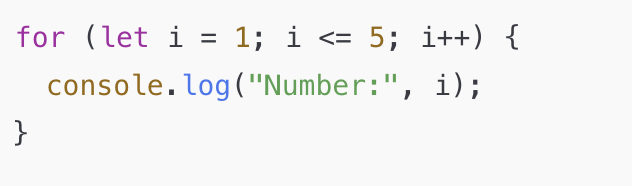 for (let i = 1; i <= 5; i++) {
  console.log("Number:", i);
}